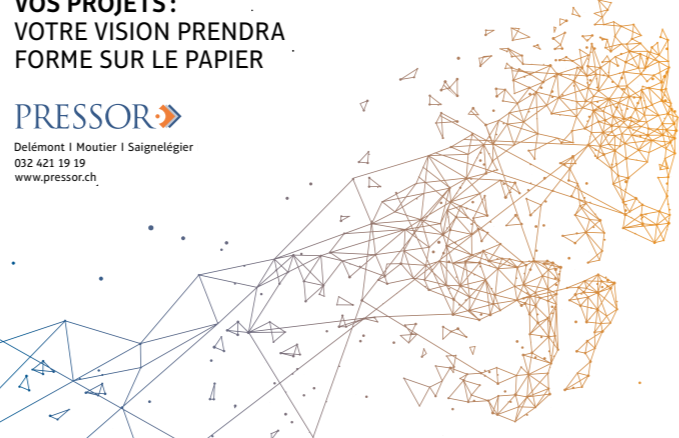 VOS PROJETS :
VOTRE VISION PRENDRA
FORME SUR LE PAPIER
PRESSOR
Delémont I Moutier I Saignelégier
032 421 19 19
www.pressor.ch